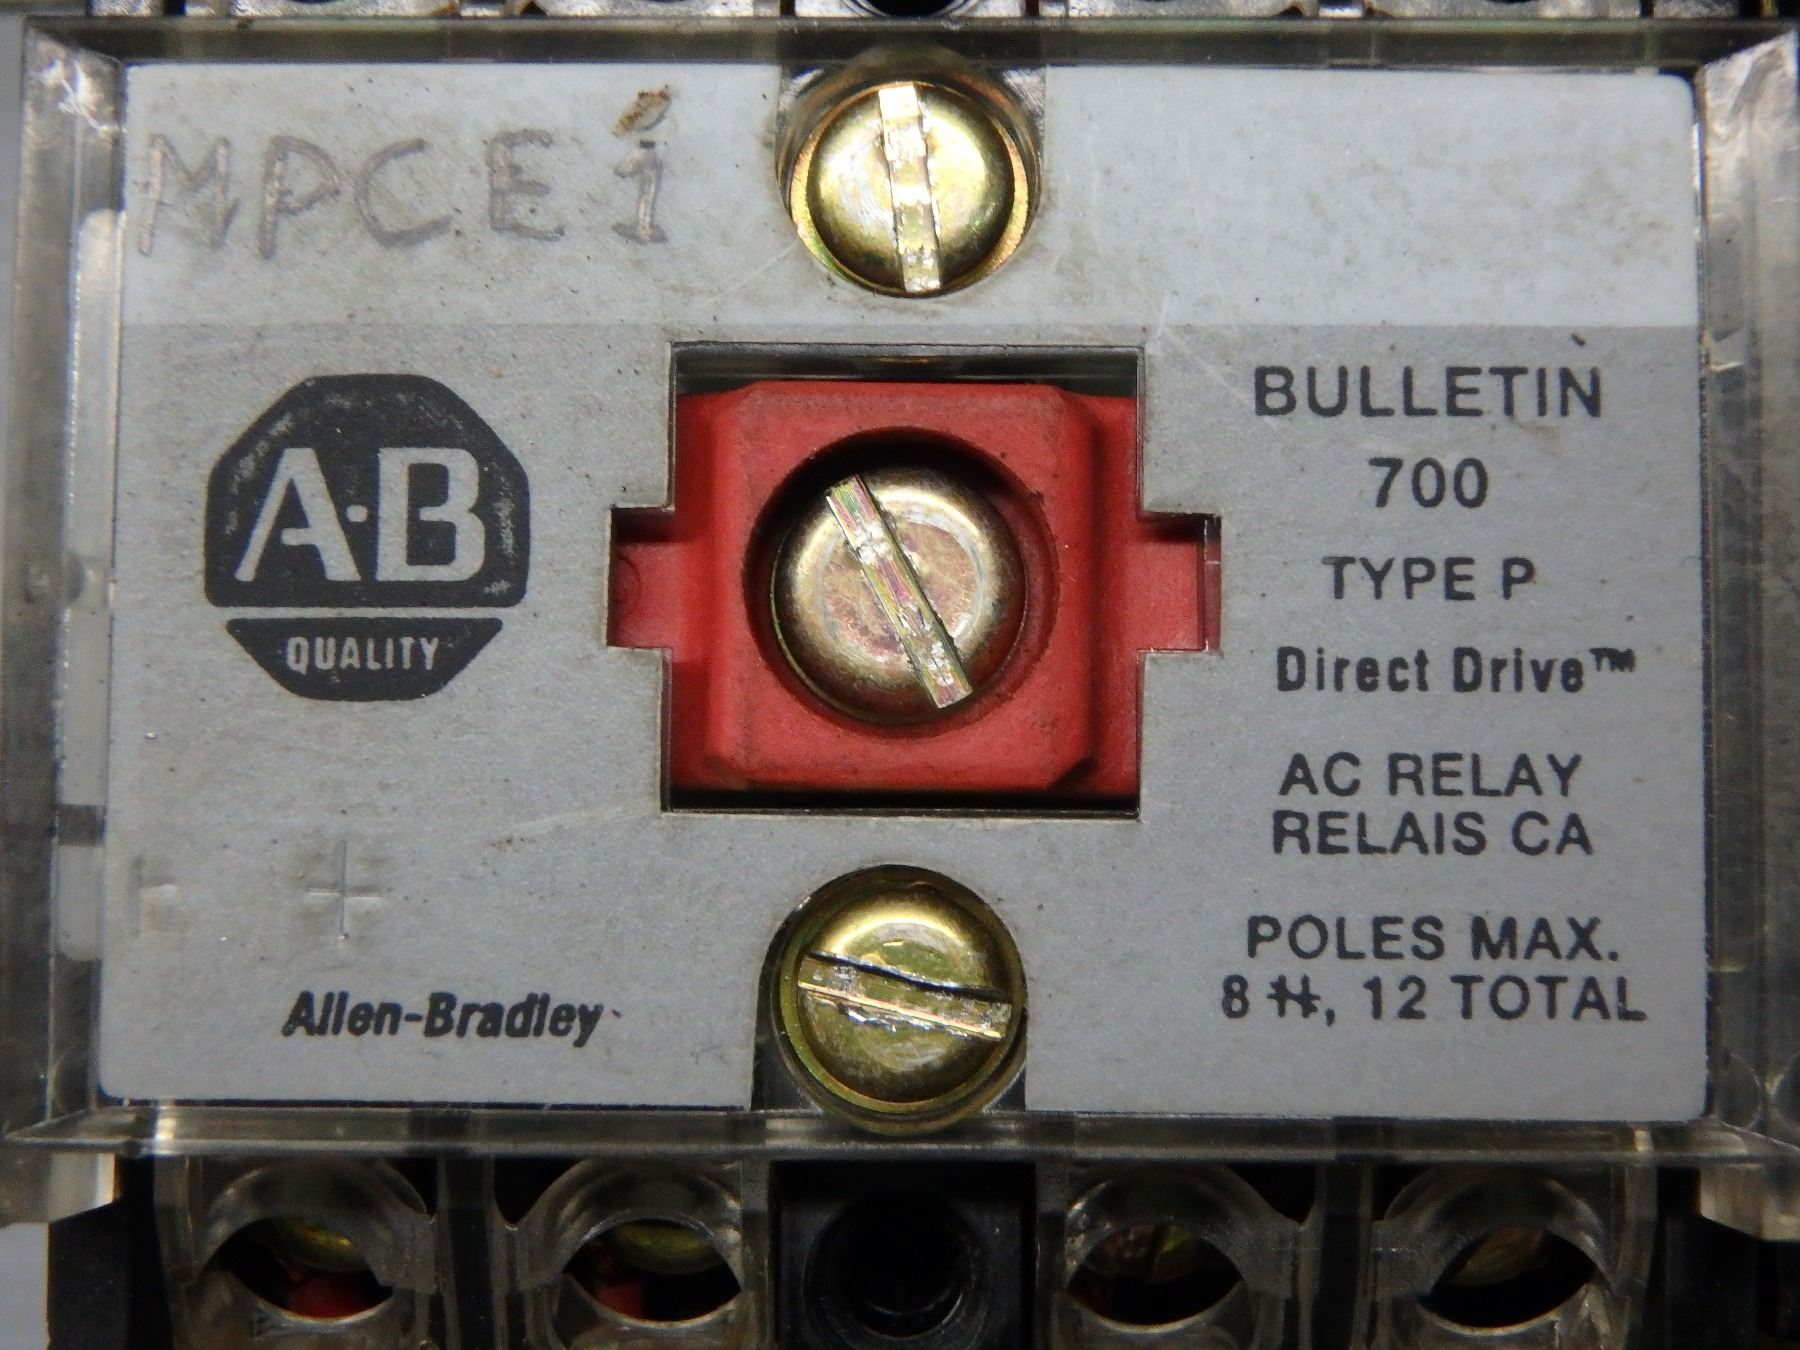 MPCE1
A·B
QUALITY
Allen-Bradley
BULLETIN
700
TYPE P
Direct Drive™
AC RELAY
RELAIS CA
POLES MAX.
8 , 12 TOTAL